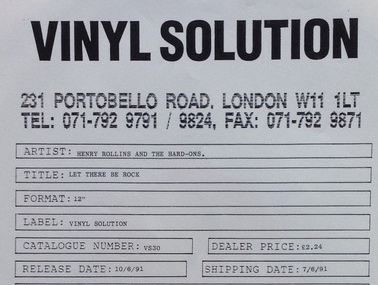 VINYL SOLUTION
231 PORTOBELLO ROAD. LONDON W11 1LT
TEL: 071-792 9791 / 9824, FAX: 071-792 9871
ARTIST: HENRY ROLLINS AND THE HARD-ONS.
TITLE: LET THERE BE ROCK
FORMAT: 12"
LABEL: VINYL SOLUTION
CATALOGUE NUMBER: VS30 DEALER PRICE: £2.24
RELEASE DATE: 10/6/91 SHIPPING DATE: 7/6/91